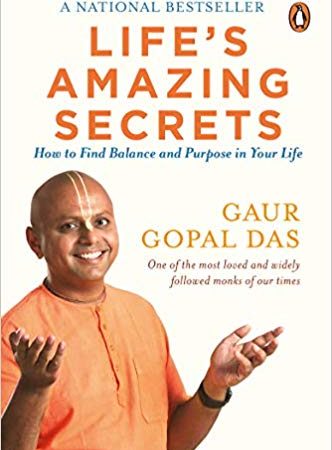 A NATIONAL BESTSELLER
LIFE'S
AMAZING
SECRETS
How to Find Balance and Purpose in Your Life
GAUR
GOPAL DAS
One of the most loved and widely
followed monks of our times